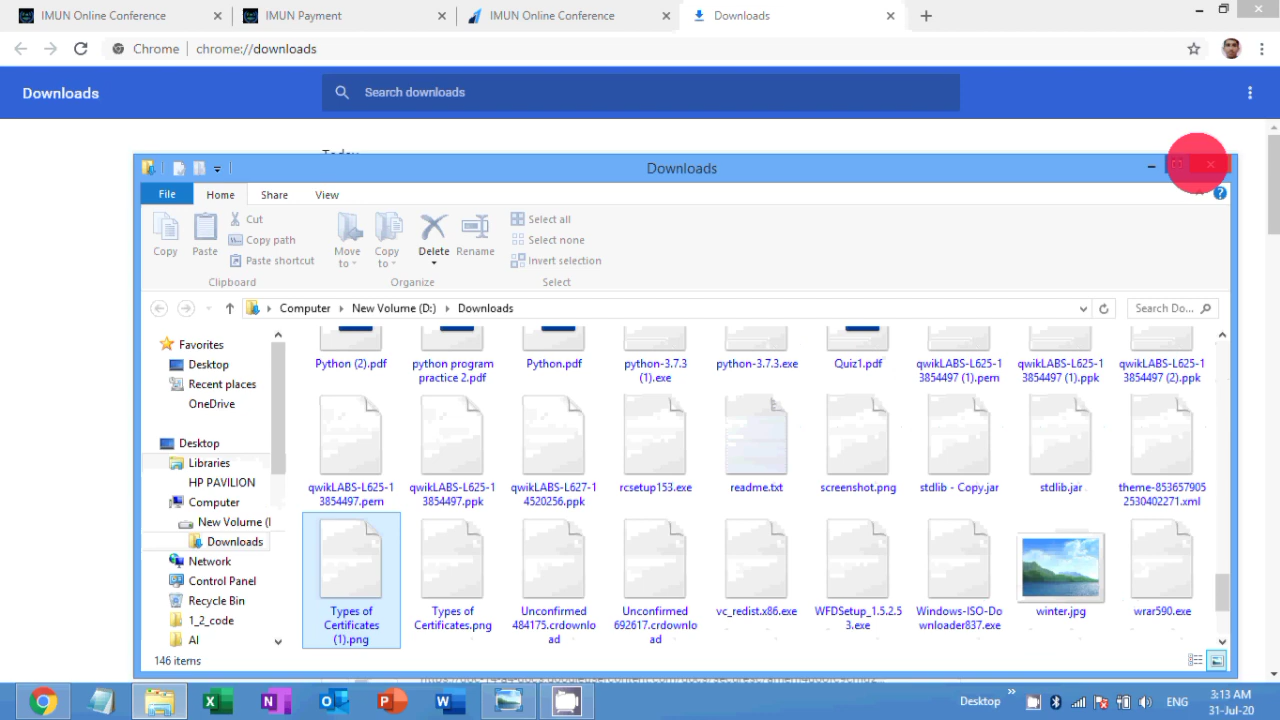 IMUN Online Conference
IMUN Payment
IMUN Online Conference
Downloads
Chrome
chrome://downloads
Downloads
Search downloads
Today
Downloads
File
Home
Share
View
Copy
Paste
Cut
Copy path
Paste shortcut
Clipboard
Move to
Copy to
Delete
Rename
Organize
Select all
Select none
Invert selection
Select
Computer
New Volume (D:)
Downloads
Search Do...
Favorites
Desktop
Recent places
OneDrive
Desktop
Libraries
HP PAVILION
Computer
New Volume (I
Downloads
Network
Control Panel
Recycle Bin
1_2_code
AI
Python (2).pdf
python program
practice 2.pdf
Python.pdf
python-3.7.3
(1).exe
python-3.7.3.exe
Quiz1.pdf
qwikLABS-L625-1
3854497 (1).pem
qwikLABS-L625-1
3854497 (1).ppk
qwikLABS-L625-1
3854497 (2).ppk
qwikLABS-L625-1
3854497.pem
qwikLABS-L625-1
3854497.ppk
qwikLABS-L627-1
4520256.ppk
rcsetup153.exe
readme.txt
screenshot.png
stdlib - Copy.jar
stdlib.jar
theme-853657905
2530402271.xml
Types of
Certificates
(1).png
Types of
Certificates.png
Unconfirmed
484175.crdownlo
ad
Unconfirmed
692617.crdownlo
ad
vc_redist.x86.exe
WFDSetup_1.5.2.5
3.exe
Windows-ISO-Do
wnloader837.exe
winter.jpg
wrar590.exe
146 items
Desktop
ENG
3:13 AM
31-Jul-20